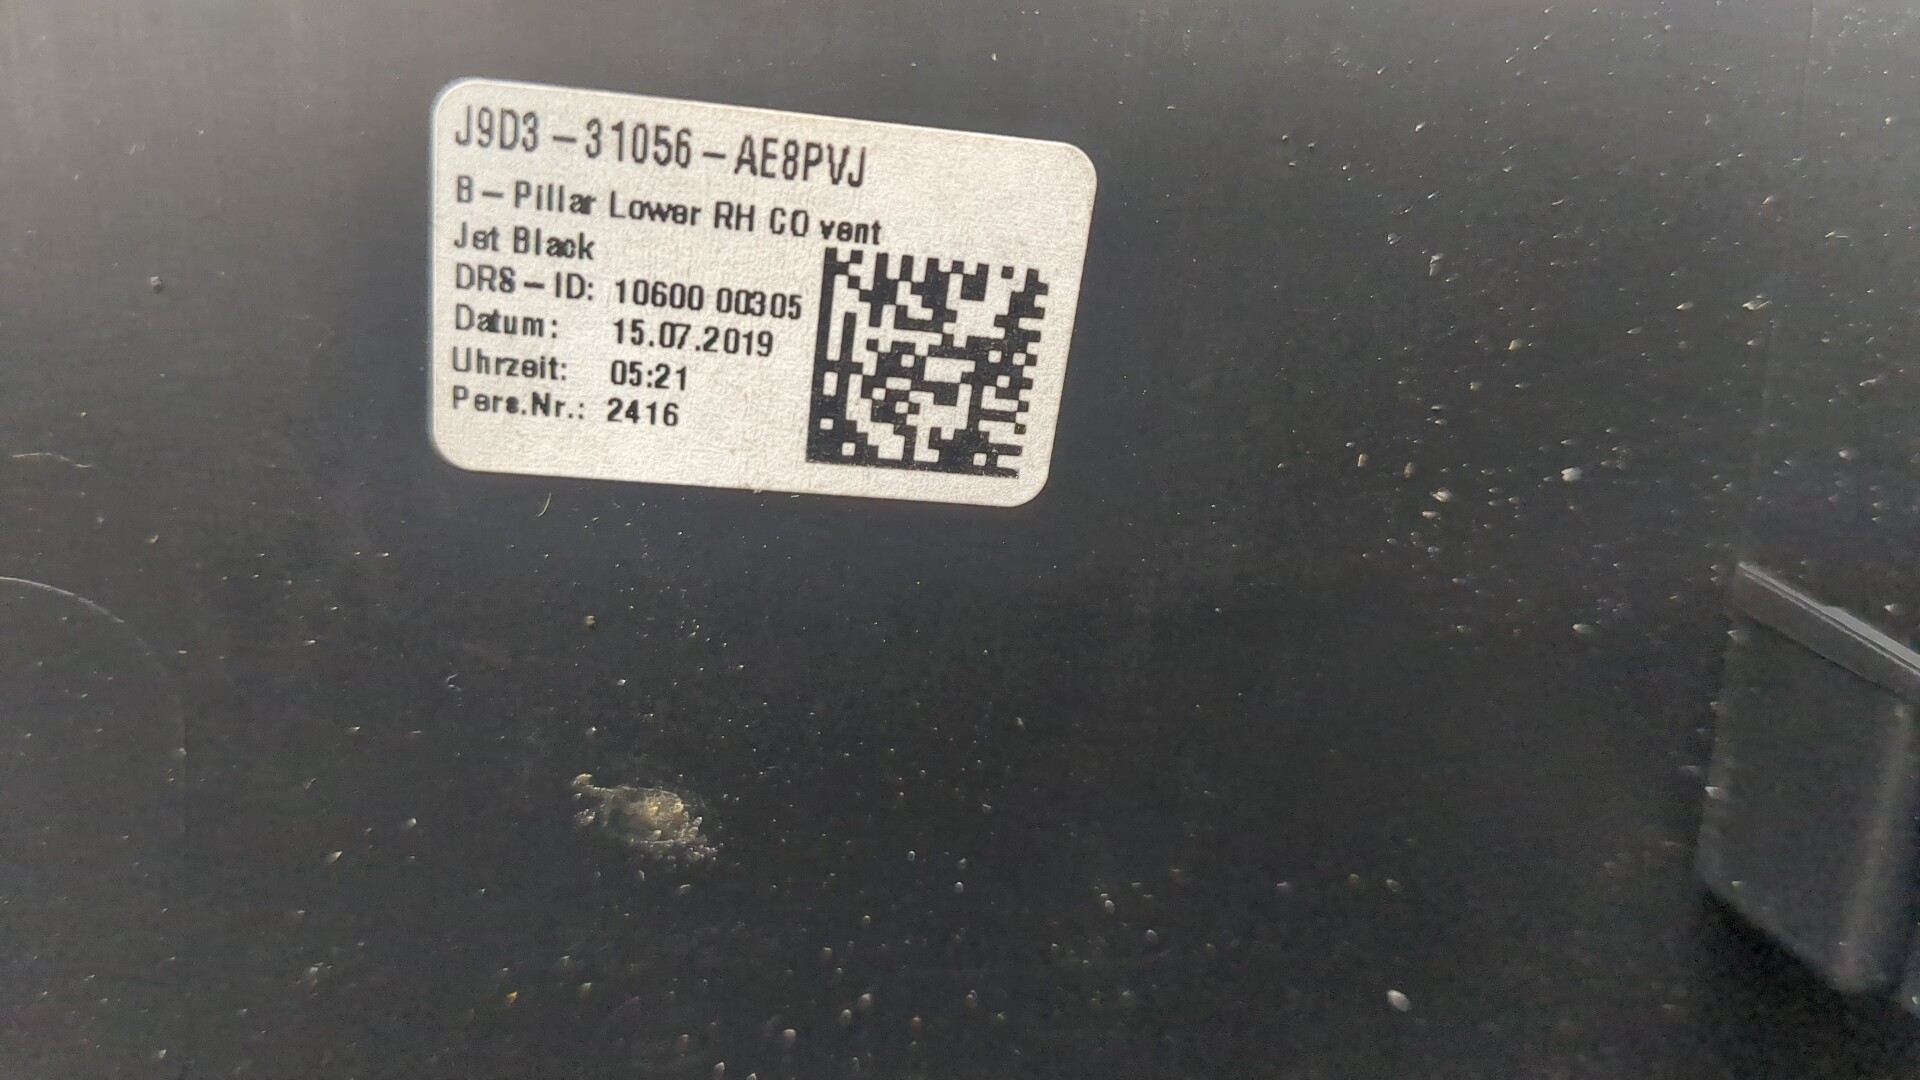 J9D3-31056-AE8PVJ
B-Pillar Lower RH CO vent
Jet Black
DRS-ID: 10600 00305
Datum: 15.07.2019
Uhrzeit: 05:21
Pers.Nr.: 2416